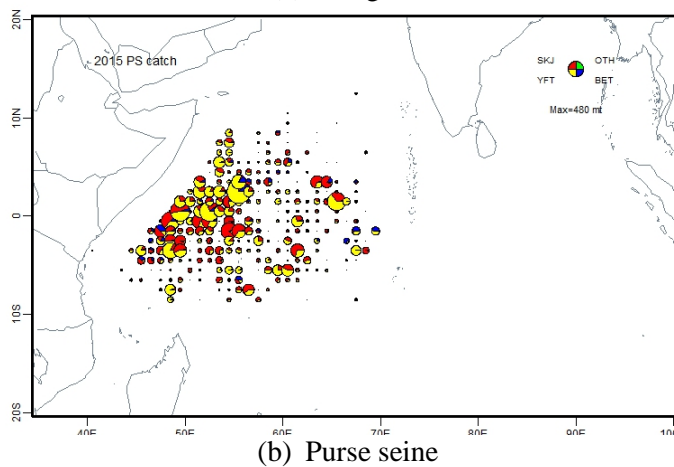 20N
2015 PS catch
SKJ OTH
YFT BET
Max=480 mt
10N
0
10S
20S
40E 50E 60E 70E 80E 90E
(b) Purse seine